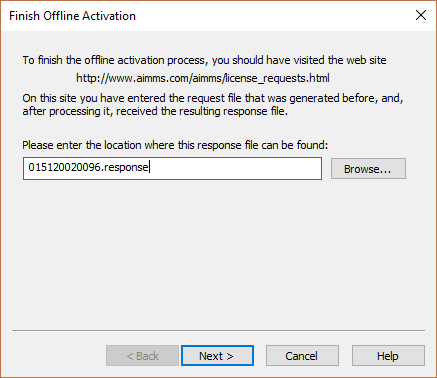 Finish Offline Activation
To finish the offline activation process, you should have visited the web site
http://www.aimms.com/aimms/license_requests.html
On this site you have entered the request file that was generated before, and,
after processing it, received the resulting response file.
Please enter the location where this response file can be found:
015120020096.response
Browse...
< Back
Next >
Cancel
Help